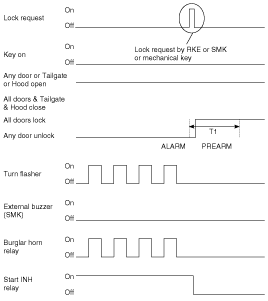 On
Lock request
Off
Lock request by RKE or SMK
or mechanical key
On
Key on
Off
Any door or Tailgate
or Hood open
All doors & Tailgate
& Hood close
All doors lock
T1
Any door unlock
ALARM PREARM
On
Turn flasher
Off
External buzzer
(SMK)
On
Off
Burglar horn
relay
On
Off
Start INH
relay
On
Off